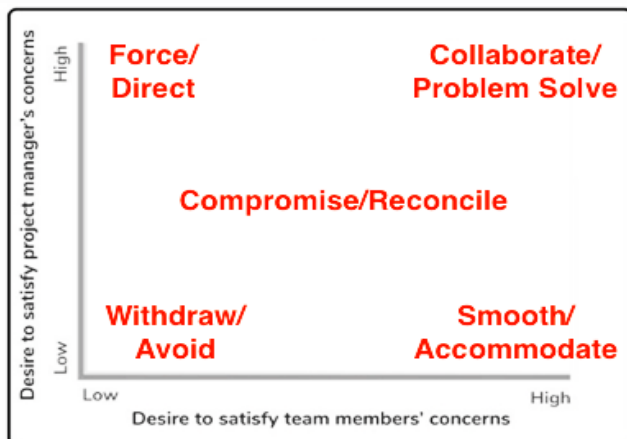 Force/
Direct
Collaborate/
Problem Solve
Compromise/Reconcile
Withdraw/
Avoid
Smooth/
Accommodate
High
Low
Desire to satisfy project manager's concerns
Low
High
Desire to satisfy team members' concerns